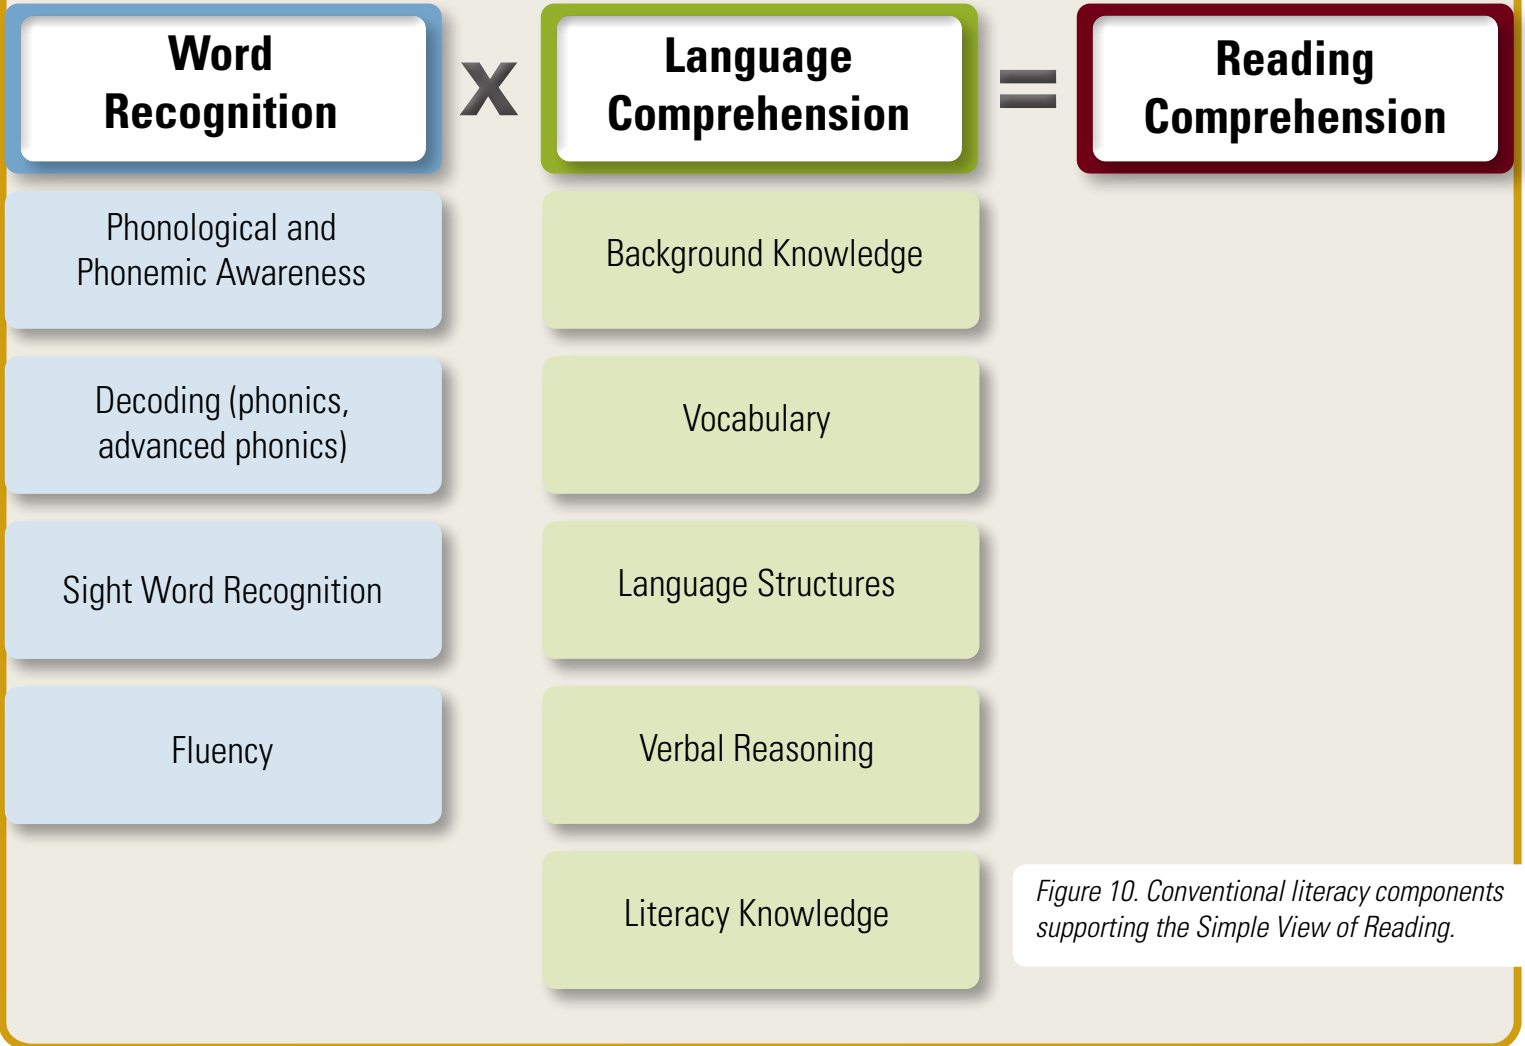 Word
Recognition
x
Language
Comprehension
=
Reading
Comprehension
Phonological and
Phonemic Awareness
Decoding (phonics,
advanced phonics)
Sight Word Recognition
Fluency
Background Knowledge
Vocabulary
Language Structures
Verbal Reasoning
Literacy Knowledge
Figure 10. Conventional literacy components
supporting the Simple View of Reading.